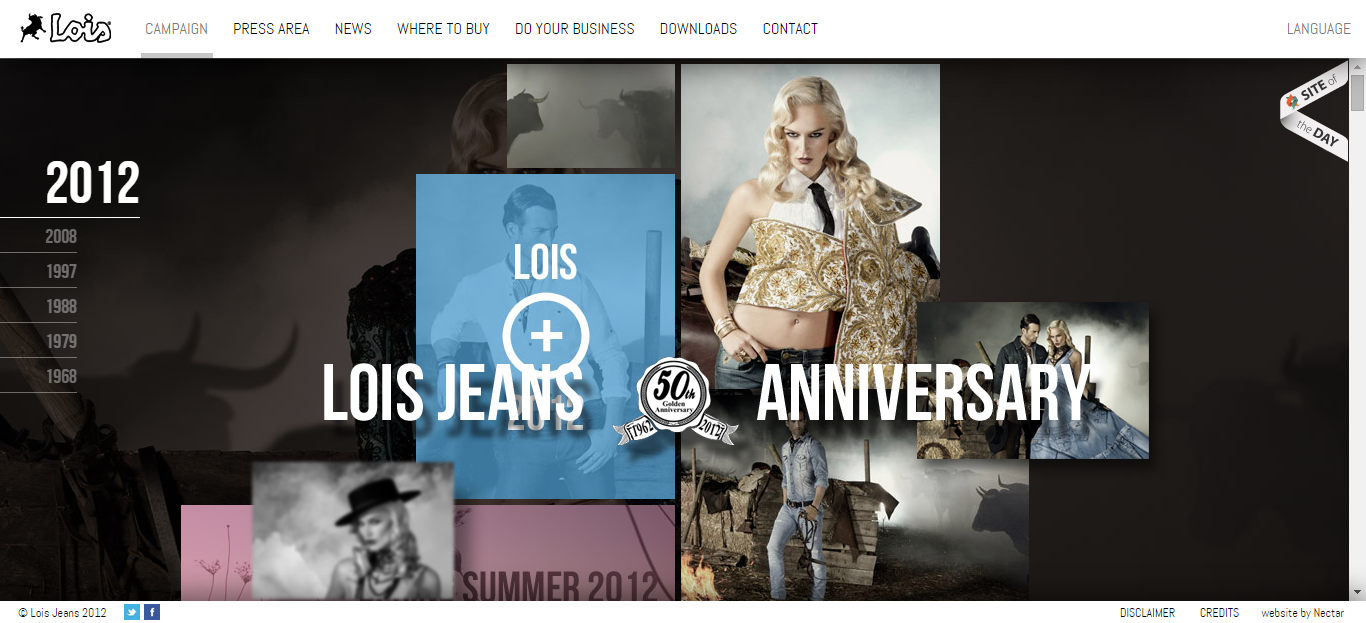 Lois
CAMPAIGN
PRESS AREA
NEWS
WHERE TO BUY
DO YOUR BUSINESS
DOWNLOADS
CONTACT
LANGUAGE
SITE of
the DAY
2012
2008
1997
1988
1979
1968
LOIS
+
2012
LOIS JEANS
50th
Golden
Anniversary
1962
2012
ANNIVERSARY
SUMMER 2012
© Lois Jeans 2012
f
DISCLAIMER
CREDITS
website by Nectar